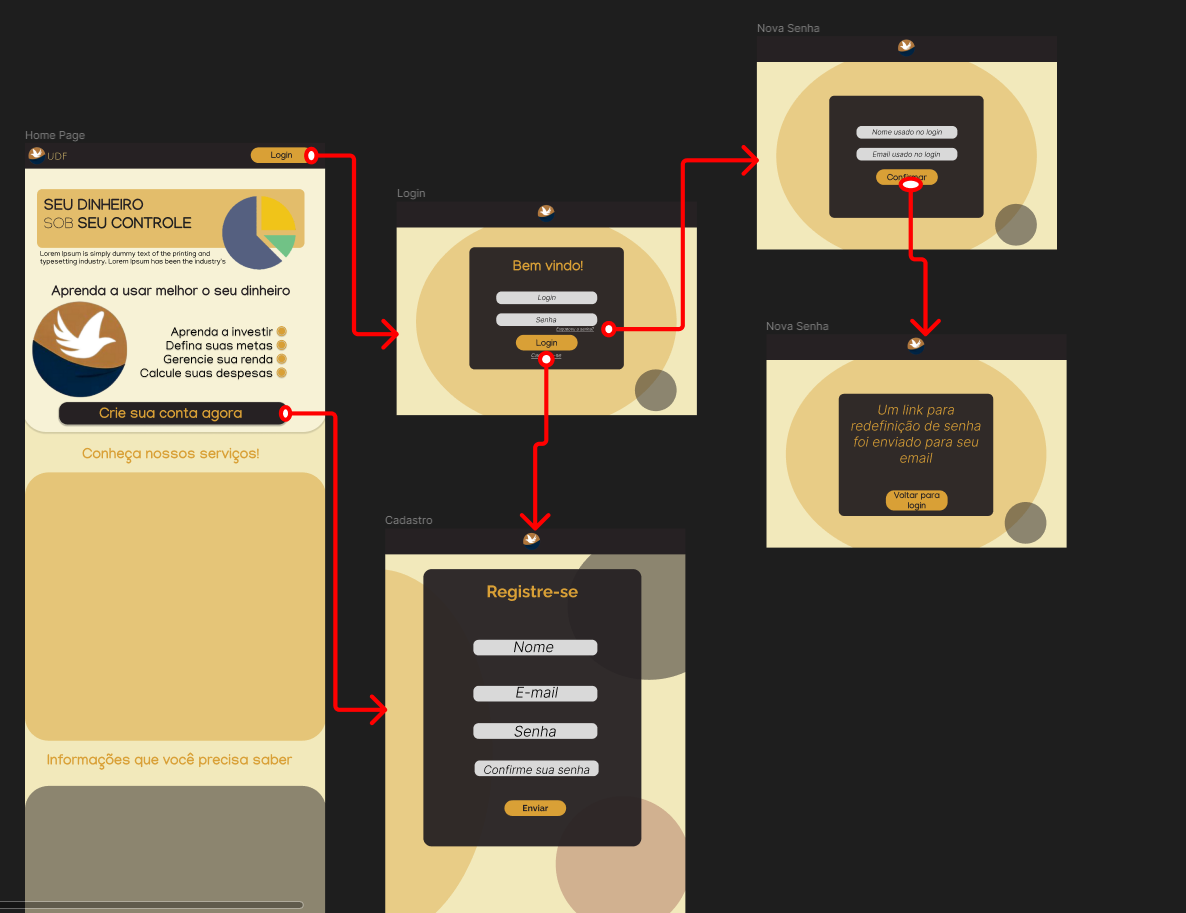 Home Page
UDF
Login
SEU DINHEIRO
SOB SEU CONTROLE
Lorem Ipsum is simply dummy text of the printing and
typesetting industry. Lorem Ipsum has been the industry's
Aprenda a usar melhor o seu dinheiro
Aprenda a investir
Defina suas metas
Gerencie sua renda
Calcule suas despesas
Crie sua conta agora
Conheça nossos serviços!
Informações que você precisa saber
Login
Bem vindo!
Login
Senha
Login
Cadastro
Registre-se
Nome
E-mail
Senha
Confirme sua senha
Enviar
Nova Senha
Nome usado no login
Email usado no login
Confirmar
Nova Senha
Um link para
redefinição de senha
foi enviado para seu
email
Voltar para
login